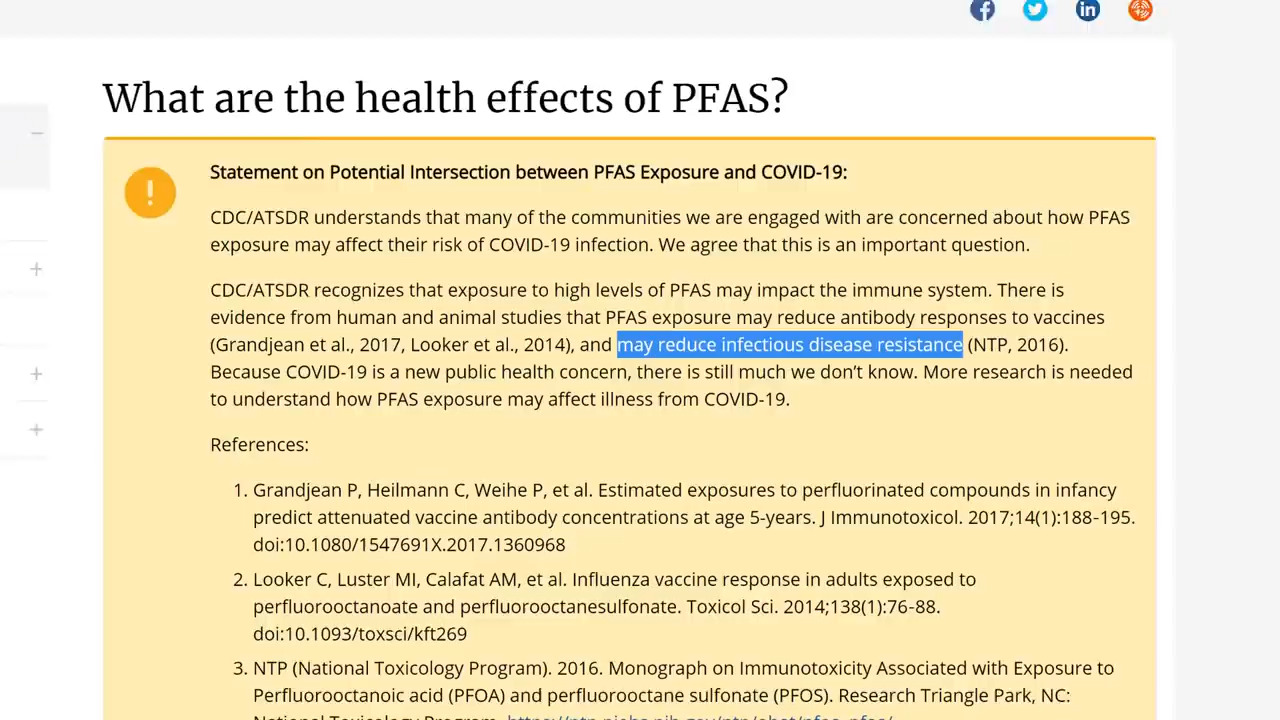 What are the health effects of PFAS?
Statement on Potential Intersection between PFAS Exposure and COVID-19:
CDC/ATSDR understands that many of the communities we are engaged with are concerned about how PFAS
exposure may affect their risk of COVID-19 infection. We agree that this is an important question.
CDC/ATSDR recognizes that exposure to high levels of PFAS may impact the immune system. There is
evidence from human and animal studies that PFAS exposure may reduce antibody responses to vaccines
(Grandjean et al., 2017, Looker et al., 2014), and may reduce infectious disease resistance (NTP, 2016).
Because COVID-19 is a new public health concern, there is still much we don’t know. More research is needed
to understand how PFAS exposure may affect illness from COVID-19.
References:
1. Grandjean P, Heilmann C, Weihe P, et al. Estimated exposures to perfluorinated compounds in infancy
predict attenuated vaccine antibody concentrations at age 5-years. J Immunotoxicol. 2017;14(1):188-195.
doi:10.1080/1547691X.2017.1360968
2. Looker C, Luster MI, Calafat AM, et al. Influenza vaccine response in adults exposed to
perfluorooctanoate and perfluorooctanesulfonate. Toxicol Sci. 2014;138(1):76-88.
doi:10.1093/toxsci/kft269
3. NTP (National Toxicology Program). 2016. Monograph on Immunotoxicity Associated with Exposure to
Perfluorooctanoic acid (PFOA) and perfluorooctane sulfonate (PFOS). Research Triangle Park, NC:
National Toxicology Program.